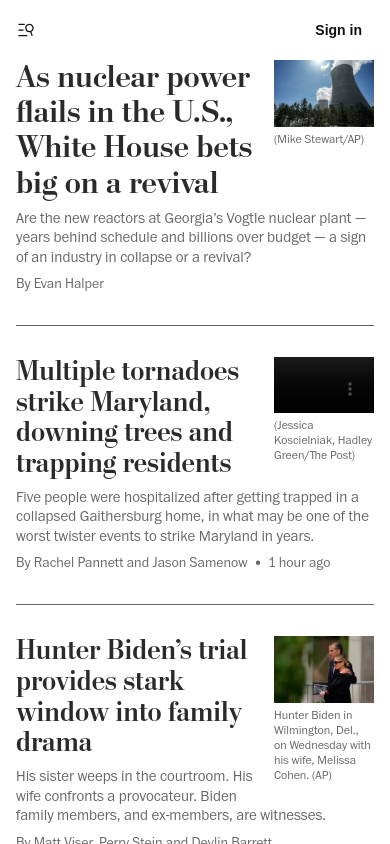 Sign in
As nuclear power
flails in the U.S.,
White House bets
big on a revival
(Mike Stewart/AP)
Are the new reactors at Georgia’s Vogtle nuclear plant —
years behind schedule and billions over budget — a sign
of an industry in collapse or a revival?
By Evan Halper
Multiple tornadoes
strike Maryland,
downing trees and
trapping residents
(Jessica
Koscielniak, Hadley
Green/The Post)
Five people were hospitalized after getting trapped in a
collapsed Gaithersburg home, in what may be one of the
worst twister events to strike Maryland in years.
By Rachel Pannett and Jason Samenow • 1 hour ago
Hunter Biden’s trial
provides stark
window into family
drama
Hunter Biden in
Wilmington, Del.,
on Wednesday with
his wife, Melissa
Cohen. (AP)
His sister weeps in the courtroom. His
wife confronts a provocateur. Biden
family members, and ex-members, are witnesses.
By Matt Viser, Perry Stein and Devlin Barrett